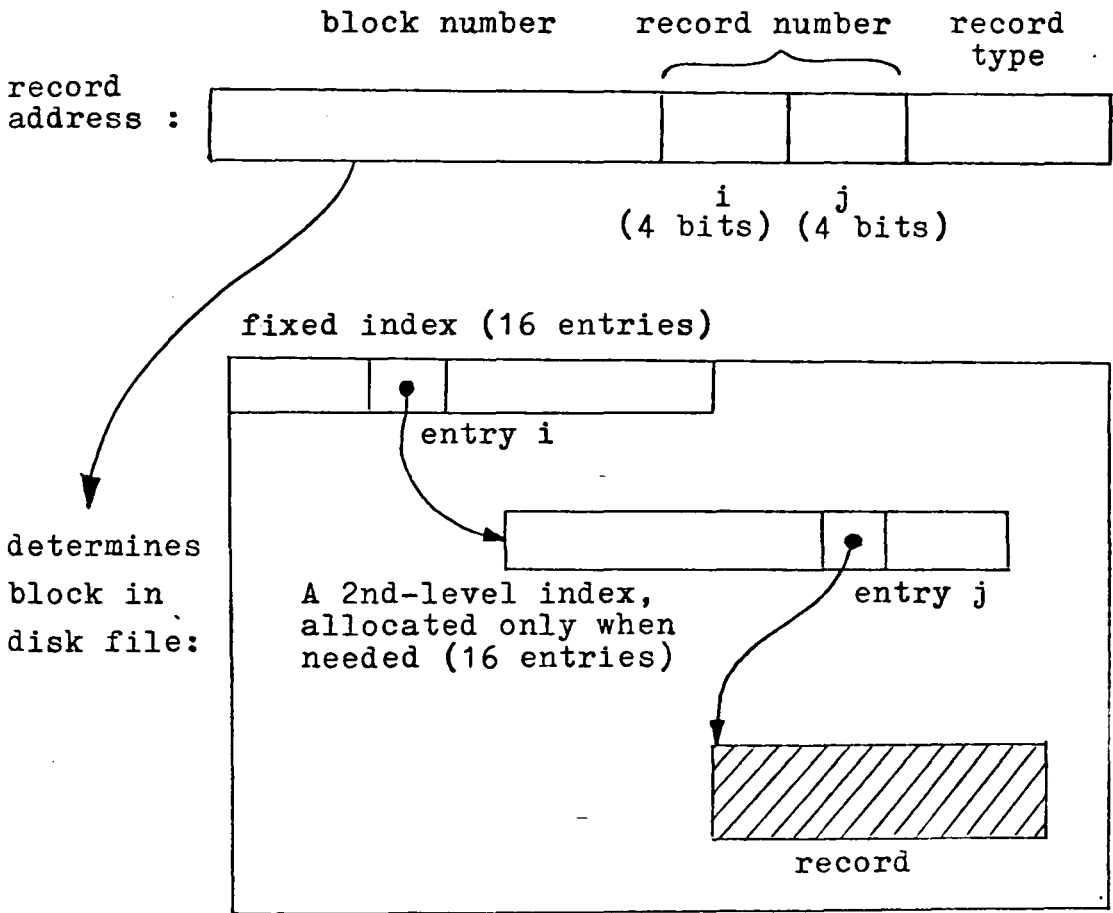 block number record number record
type
record
address :
i j
(4 bits) (4 bits)
fixed index (16 entries)
entry i
determines
block in
disk file:
A 2nd-level index,
allocated only when
needed (16 entries)
entry j
record